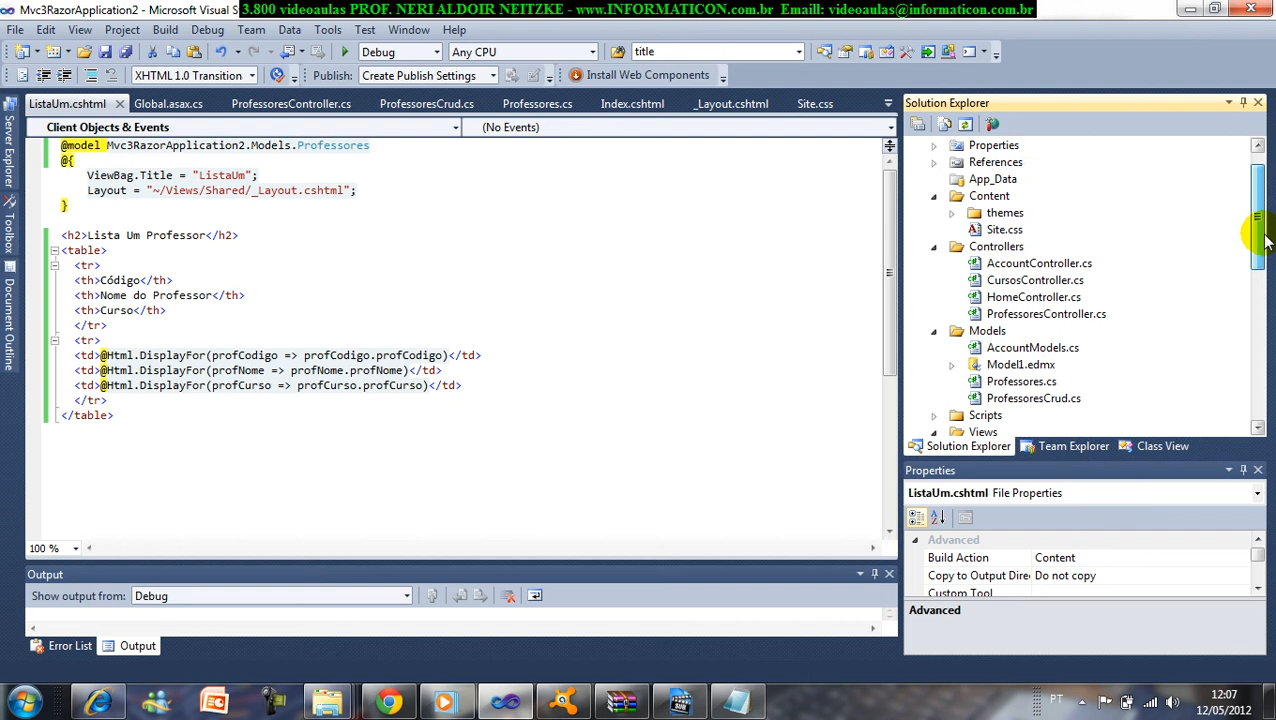 Mvc3RazorApplication2 - Microsoft Visual S
3.800 videoaulas PROF. NERI ALDOIR NEITZKE - www.INFORMATICON.com.br Emaill: videoaulas@informaticon.com.br
File Edit View Project Build Debug Team Data Tools Test Window Help
Debug Any CPU title
XHTML 1.0 Transition Publish: Create Publish Settings Install Web Components
ListaUm.cshtml Global.asax.cs ProfessoresController.cs ProfessoresCrud.cs Professores.cs Index.cshtml _Layout.cshtml Site.css
Client Objects & Events (No Events)
@model Mvc3RazorApplication2.Models.Professores
@{
ViewBag.Title = "ListaUm";
Layout = "~/Views/Shared/_Layout.cshtml";
}
<h2>Lista Um Professor</h2>
<table>
<tr>
<th>Código</th>
<th>Nome do Professor</th>
<th>Curso</th>
</tr>
<tr>
<td>@Html.DisplayFor(profCodigo => profCodigo.profCodigo)</td>
<td>@Html.DisplayFor(profNome => profNome.profNome)</td>
<td>@Html.DisplayFor(profCurso => profCurso.profCurso)</td>
</tr>
</table>
100 %
Output
Show output from: Debug
Error List Output
Server Explorer
Toolbox
Document Outline
Solution Explorer
Properties
References
App_Data
Content
themes
Site.css
Controllers
AccountController.cs
CursosController.cs
HomeController.cs
ProfessoresController.cs
Models
AccountModels.cs
Model1.edmx
Professores.cs
ProfessoresCrud.cs
Scripts
Views
Solution Explorer Team Explorer Class View
Properties
ListaUm.cshtml File Properties
Advanced
Build Action Content
Copy to Output Dire Do not copy
Custom Tool
Advanced
PT
12:07
12/05/2012